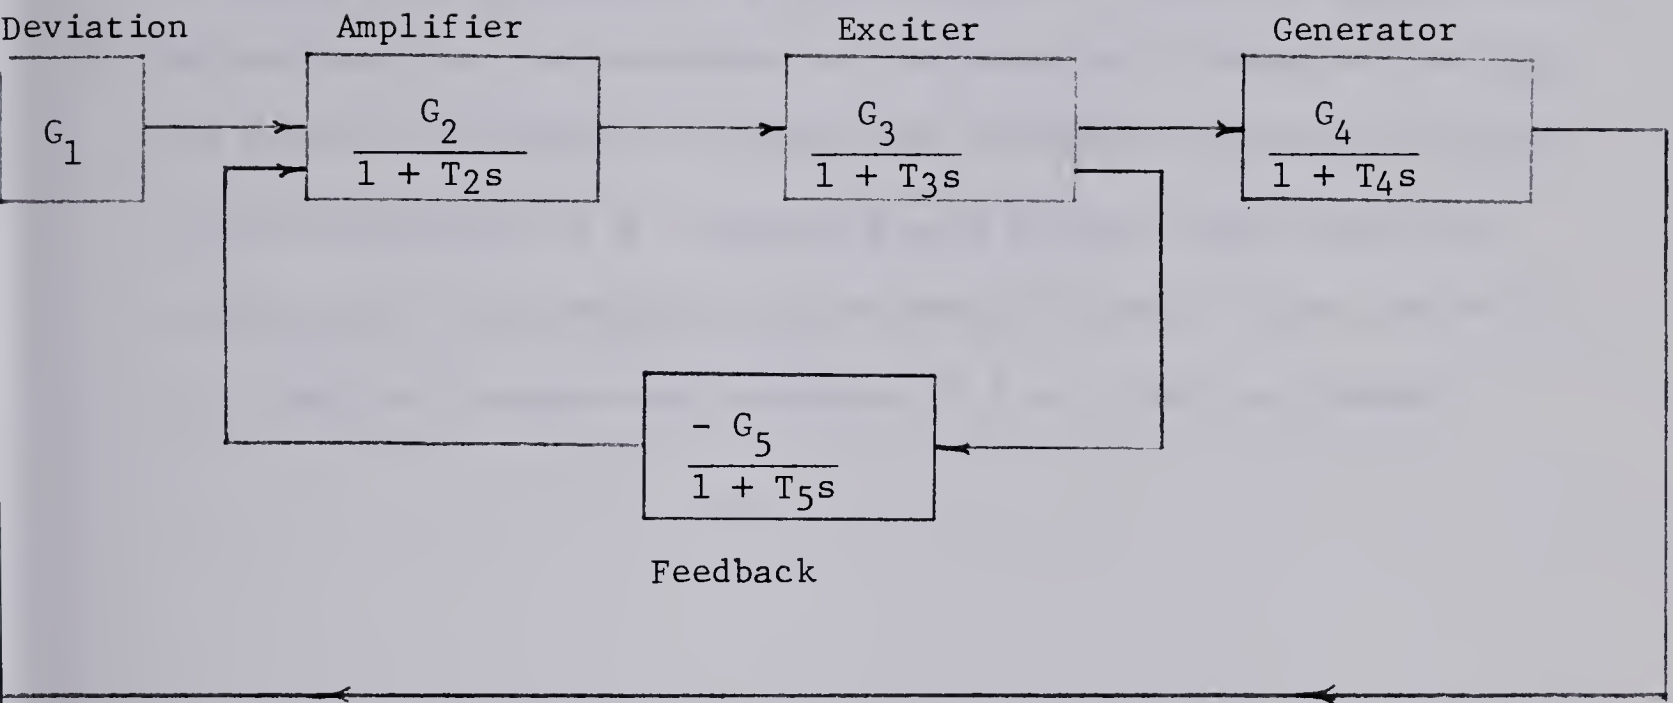 Deviation Amplifier Exciter Generator
G₁
G₂
1 + T₂s
G₃
1 + T₃s
G₄
1 + T₄s
- G₅
1 + T₅s
Feedback